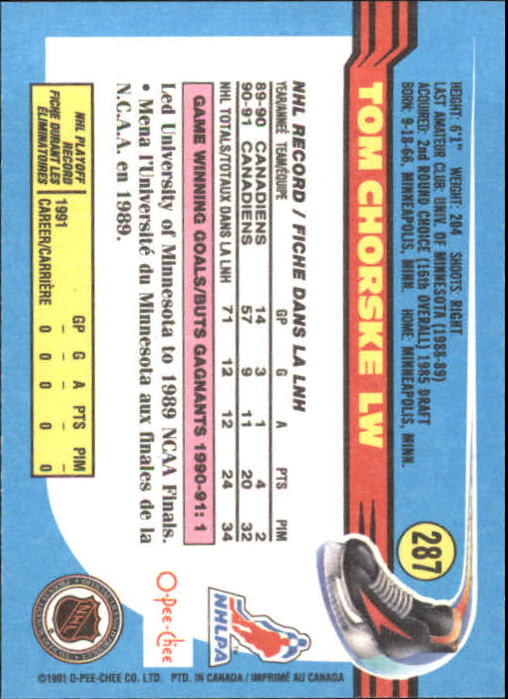 287
TOM CHORSKE LW
HEIGHT: 6'1" WEIGHT: 204 SHOOTS: RIGHT
LAST AMATEUR CLUB: UNIV. OF MINNESOTA (1988-89)
ACQUIRED: 2nd ROUND CHOICE (16th OVERALL) 1985 DRAFT
BORN: 9-18-66, MINNEAPOLIS, MINN. HOME: MINNEAPOLIS, MINN.
NHL RECORD / FICHE DANS LA LNH
YEAR/ANNÉE TEAM/ÉQUIPE GP G A PTS PIM
89-90 CANADIENS 14 3 1 4 2
90-91 CANADIENS 57 9 11 20 32
NHL TOTALS/TOTAUX DANS LA LNH 71 12 12 24 34
GAME WINNING GOALS/BUTS GAGNANTS 1990-91: 1
Led University of Minnesota to 1989 NCAA Finals.
• Mena l'Université du Minnesota aux finales de la
N.C.A.A. en 1989.
NHL PLAYOFF
RECORD
FICHE DURANT LES
ÉLIMINATOIRES
GP G A PTS PIM
1991 – – – – –
CAREER/CARRIÈRE 0 0 0 0 0
NHLPA™
O-pee-chee
NHL
©1991 O-PEE-CHEE CO. LTD. PTD. IN CANADA / IMPRIMÉ AU CANADA